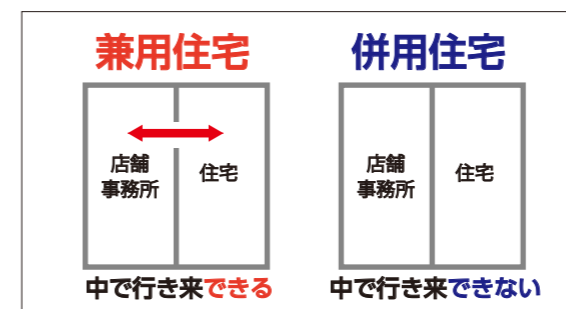 兼用住宅
店舗
事務所
住宅
中で行き来できる
併用住宅
店舗
事務所
住宅
中で行き来できない